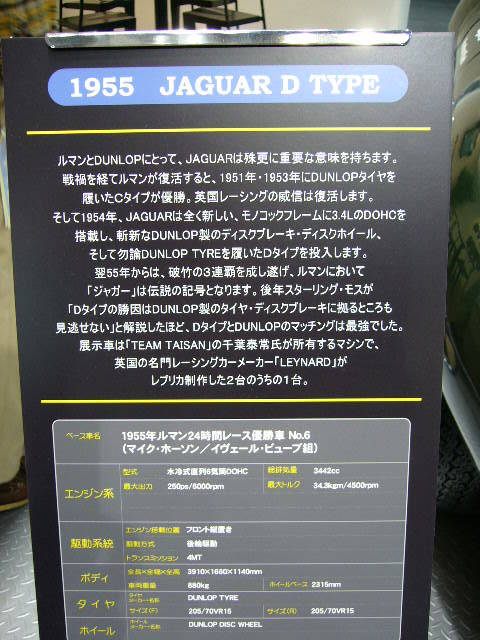 1955 JAGUAR D TYPE
ルマンとDUNLOPにとって、JAGUARは殊更に重要な意味を持ちます。
戦禍を経てルマンが復活すると、1951年・1953年にDUNLOPタイヤを
履いたCタイプが優勝。英国レーシングの威信は復活します。
そして1954年、JAGUARは全く新しい、モノコックフレームに3.4LのDOHCを
搭載し、斬新なDUNLOP製のディスクブレーキ・ディスクホイール、
そして勿論DUNLOP TYREを履いたDタイプを投入します。
翌55年からは、破竹の3連覇を成し遂げ、ルマンにおいて
「ジャガー」は伝説の記号となります。後年スターリング・モスが
「Dタイプの勝因はDUNLOP製のタイヤ・ディスクブレーキに拠るところも
見逃せない」と解説したほど、DタイプとDUNLOPのマッチングは最強でした。
展示車は「TEAM TAISAN」の千葉泰常氏が所有するマシンで、
英国の名門レーシングカーメーカー「LEYNARD」が
レプリカ制作した2台のうちの1台。
ベース車名 1955年ルマン24時間レース優勝車 No.6
(マイク・ホーソン/イヴェール・ビューブ組)
エンジン系 型式 水冷式直列6気筒DOHC 総排気量 3442cc
最大出力 250ps/6000rpm 最大トルク 34.3kgm/4500rpm
駆動系統 エンジン搭載位置 フロント縦置き
駆動方式 後輪駆動
トランスミッション 4MT
ボディ 全長×全幅×全高 3910×1660×1140mm
車両重量 880kg ホイールベース 2315mm
タイヤ タイヤメーカー名称 DUNLOP TYRE
サイズ(F) 205/70VR15 サイズ(R) 205/70VR15
ホイール ホイールメーカー・名称 DUNLOP DISC WHEEL